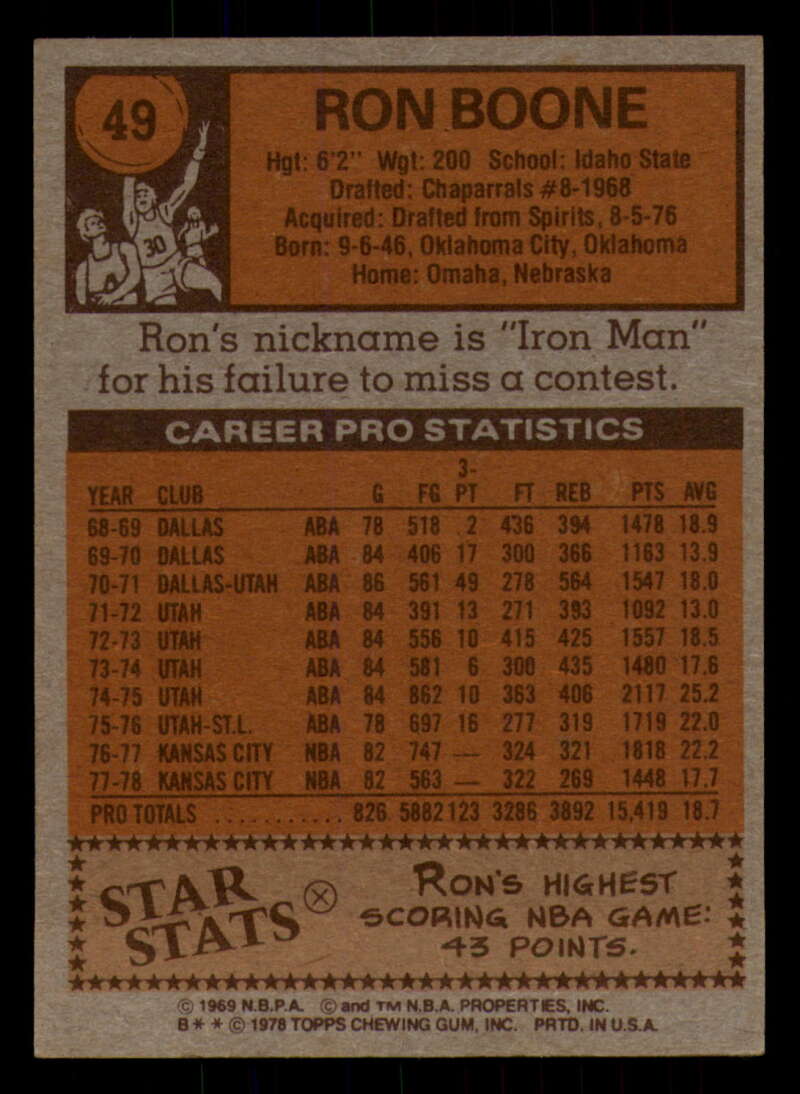 49
RON BOONE
Hgt: 6'2" Wgt: 200 School: Idaho State
Drafted: Chaparrals #8-1968
Acquired: Drafted from Spirits, 8-5-76
Born: 9-6-46, Oklahoma City, Oklahoma
Home: Omaha, Nebraska
30
Ron's nickname is "Iron Man"
for his failure to miss a contest.
CAREER PRO STATISTICS
YEAR CLUB G FG 3-PT FT REB PTS AVG
68-69 DALLAS ABA 78 518 2 436 394 1478 18.9
69-70 DALLAS ABA 84 406 17 300 366 1163 13.9
70-71 DALLAS-UTAH ABA 86 561 49 278 564 1547 18.0
71-72 UTAH ABA 84 391 13 271 393 1092 13.0
72-73 UTAH ABA 84 556 10 415 425 1557 18.5
73-74 UTAH ABA 84 581 6 300 435 1480 17.6
74-75 UTAH ABA 84 862 10 363 406 2117 25.2
75-76 UTAH-ST.L. ABA 78 697 16 277 319 1719 22.0
76-77 KANSAS CITY NBA 82 747 — 324 321 1818 22.2
77-78 KANSAS CITY NBA 82 563 — 322 269 1448 17.7
PRO TOTALS ........... 826 5882 123 3286 3892 15,419 18.7
STAR STATS
RON'S HIGHEST
SCORING NBA GAME:
43 POINTS.
© 1969 N.B.P.A. © and TM N.B.A. PROPERTIES, INC.
B* * © 1978 TOPPS CHEWING GUM, INC. PRTD. IN U.S.A.